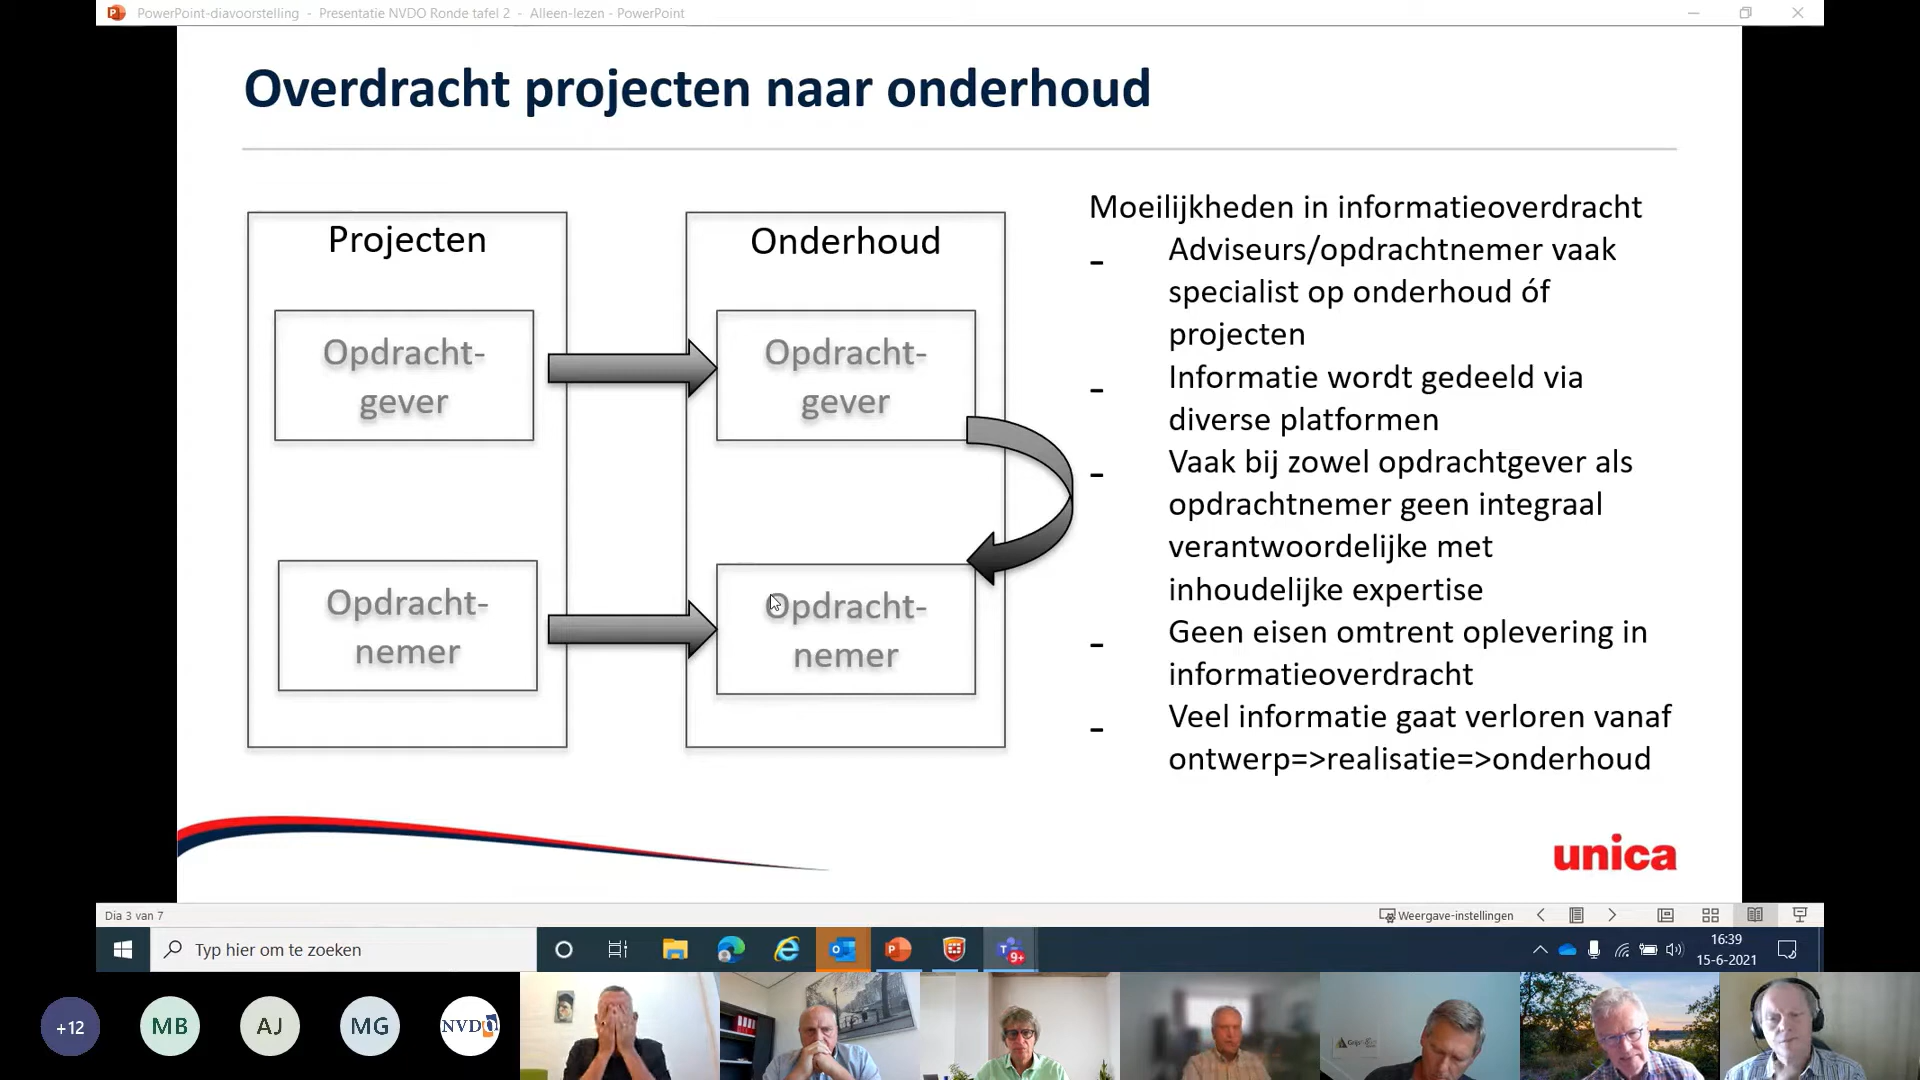 PowerPoint-diavoorstelling - Presentatie NVDO Ronde tafel 2 - Alleen-lezen - PowerPoint
Overdracht projecten naar onderhoud
Projecten
Opdracht-
gever
Opdracht-
nemer
Onderhoud
Opdracht-
gever
Opdracht-
nemer
Moeilijkheden in informatieoverdracht
- Adviseurs/opdrachtnemer vaak
specialist op onderhoud óf
projecten
- Informatie wordt gedeeld via
diverse platformen
- Vaak bij zowel opdrachtgever als
opdrachtnemer geen integraal
verantwoordelijke met
inhoudelijke expertise
- Geen eisen omtrent oplevering in
informatieoverdracht
- Veel informatie gaat verloren vanaf
ontwerp=>realisatie=>onderhoud
unica
Dia 3 van 7
Weergave-instellingen
Typ hier om te zoeken
9+
16:39
15-6-2021
+12
MB
AJ
MG
NVDO